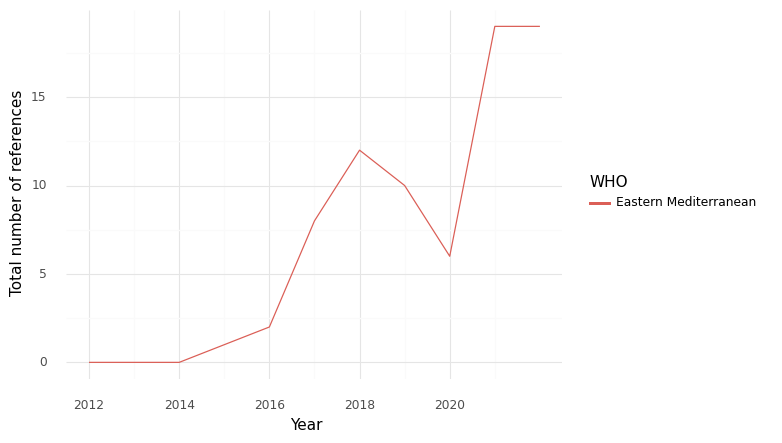 Total number of references
15
10
5
0
2012 2014 2016 2018 2020
Year
WHO
Eastern Mediterranean